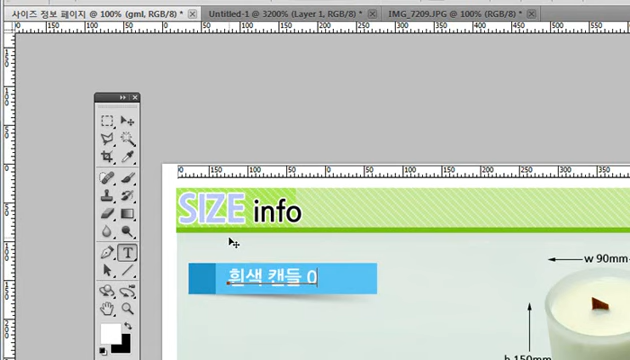 사이즈 정보 페이지 @ 100% (gml, RGB/8) *
Untitled-1 @ 3200% (Layer 1, RGB/8) *
IMG_7209.JPG @ 100% (RGB/8) *
SIZE info
흰색 캔들 0
w 90mm
h 150mm